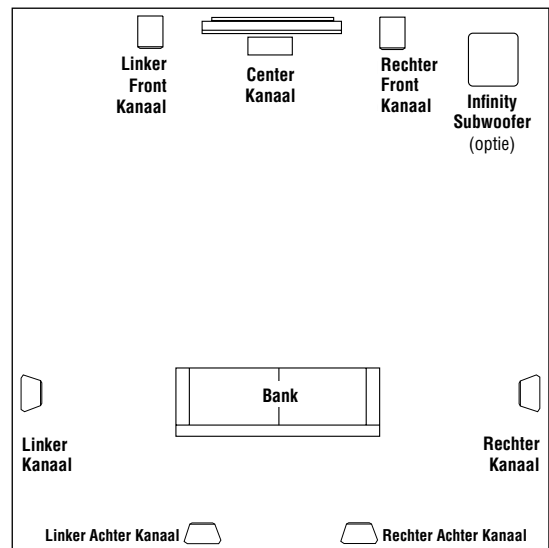 Linker
Front
Kanaal
Center
Kanaal
Rechter
Front
Kanaal
Infinity
Subwoofer
(optie)
Bank
Linker
Kanaal
Rechter
Kanaal
Linker Achter Kanaal
Rechter Achter Kanaal